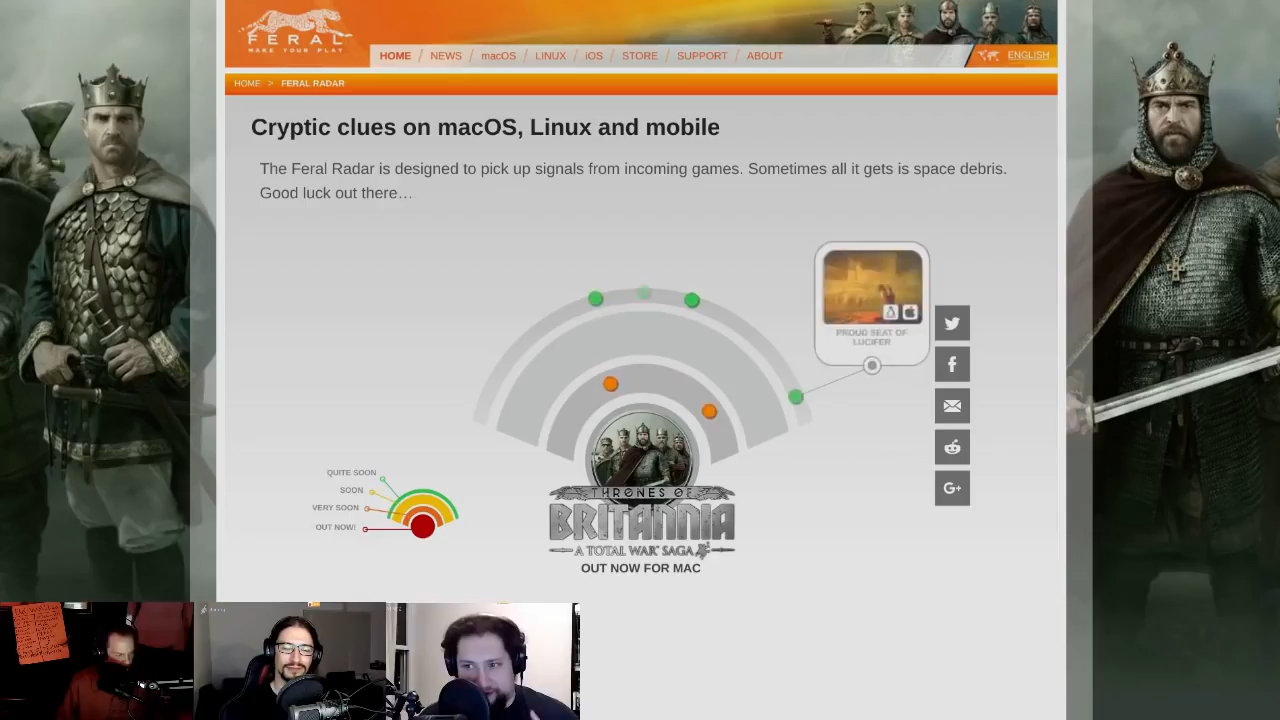 FERAL
MAKE YOUR PLAY
HOME / NEWS / macOS / LINUX / iOS / STORE / SUPPORT / ABOUT
ENGLISH
HOME > FERAL RADAR
Cryptic clues on macOS, Linux and mobile
The Feral Radar is designed to pick up signals from incoming games. Sometimes all it gets is space debris.
Good luck out there…
PROUD SEAT OF
LUCIFER
QUITE SOON
SOON
VERY SOON
OUT NOW!
THRONES OF
BRITANNIA
A TOTAL WAR SAGA
OUT NOW FOR MAC
G+